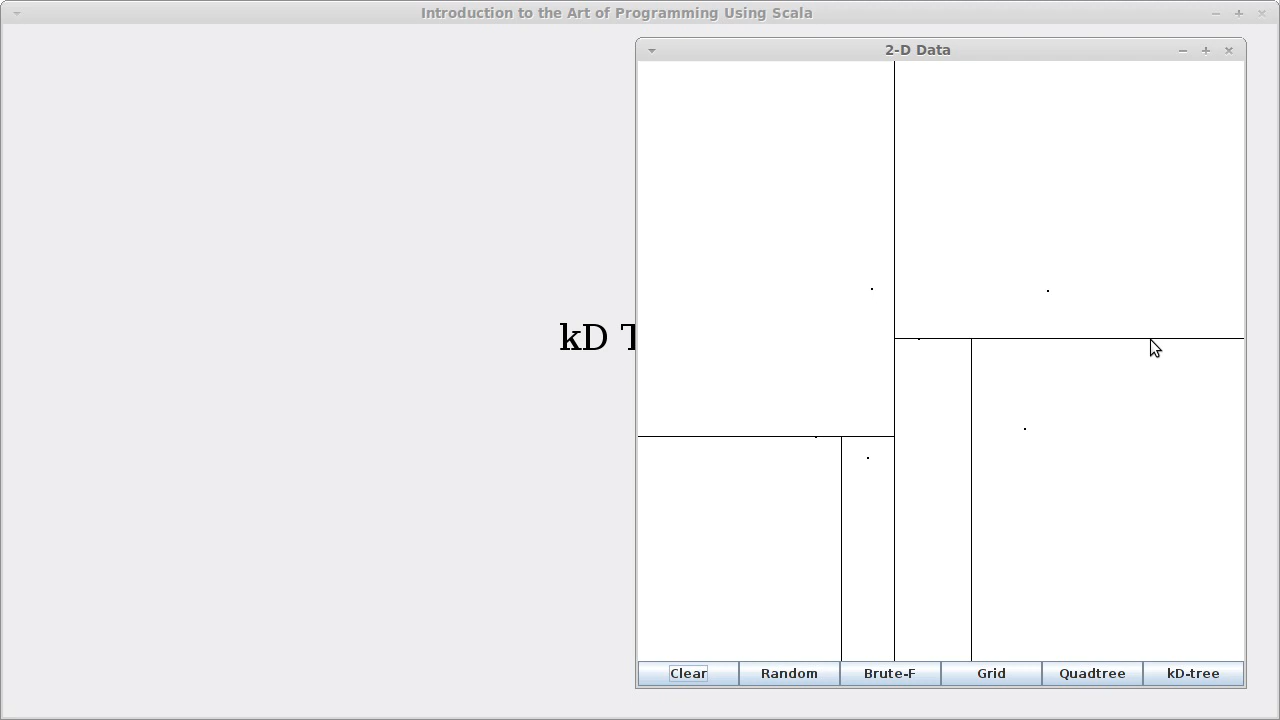 Introduction to the Art of Programming Using Scala
2-D Data
kD T
Clear Random Brute-F Grid Quadtree kD-tree